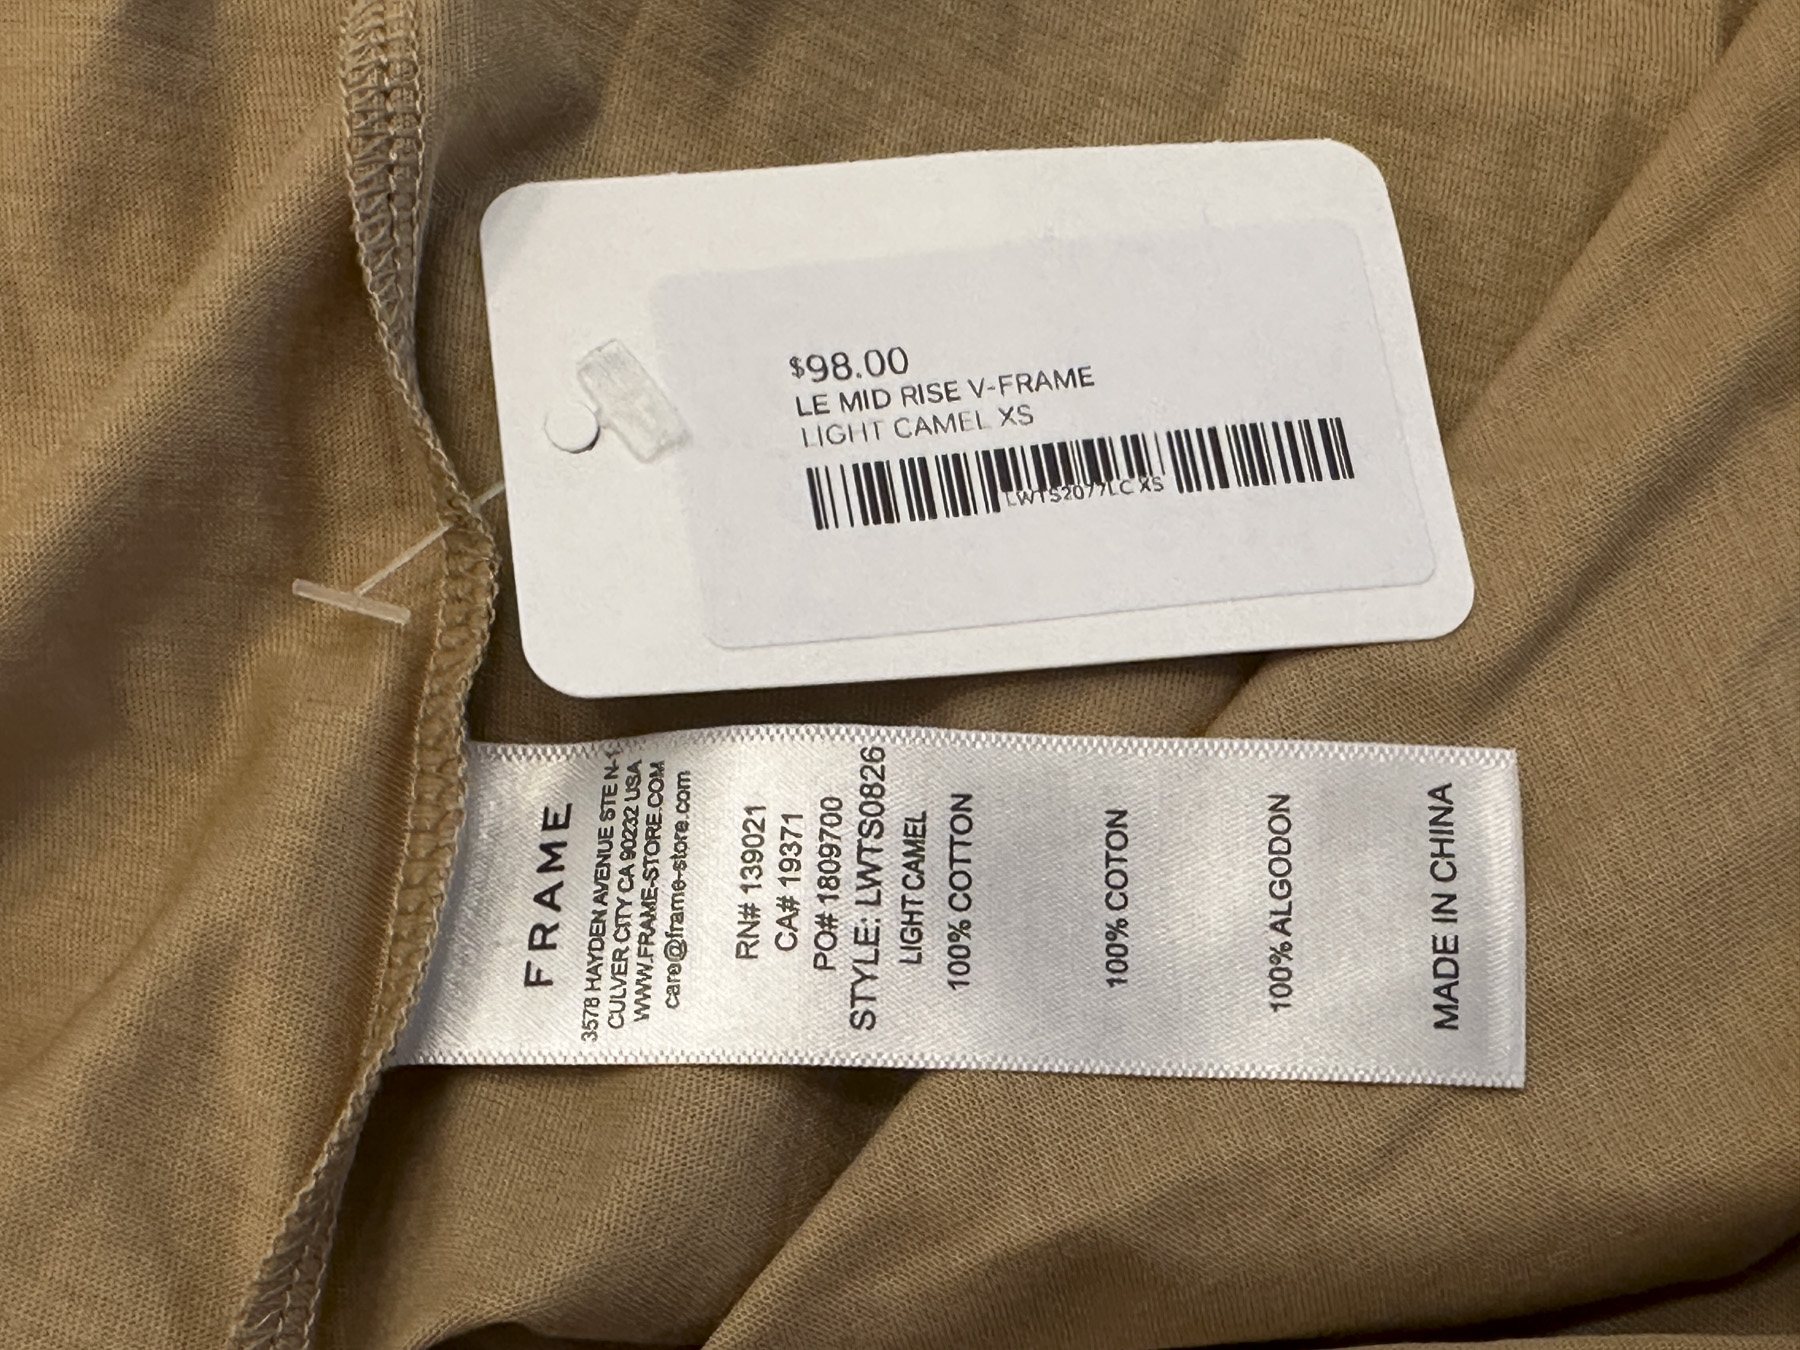 $98.00
LE MID RISE V-FRAME
LIGHT CAMEL XS
LWTS2077LC XS
FRAME
3578 HAYDEN AVENUE STE N-1
CULVER CITY CA 90232 USA
WWW.FRAME-STORE.COM
care@frame-store.com
RN# 139021
CA# 19371
PO# 1809700
STYLE: LWTS0826
LIGHT CAMEL
100% COTTON
100% COTON
100% ALGODON
MADE IN CHINA